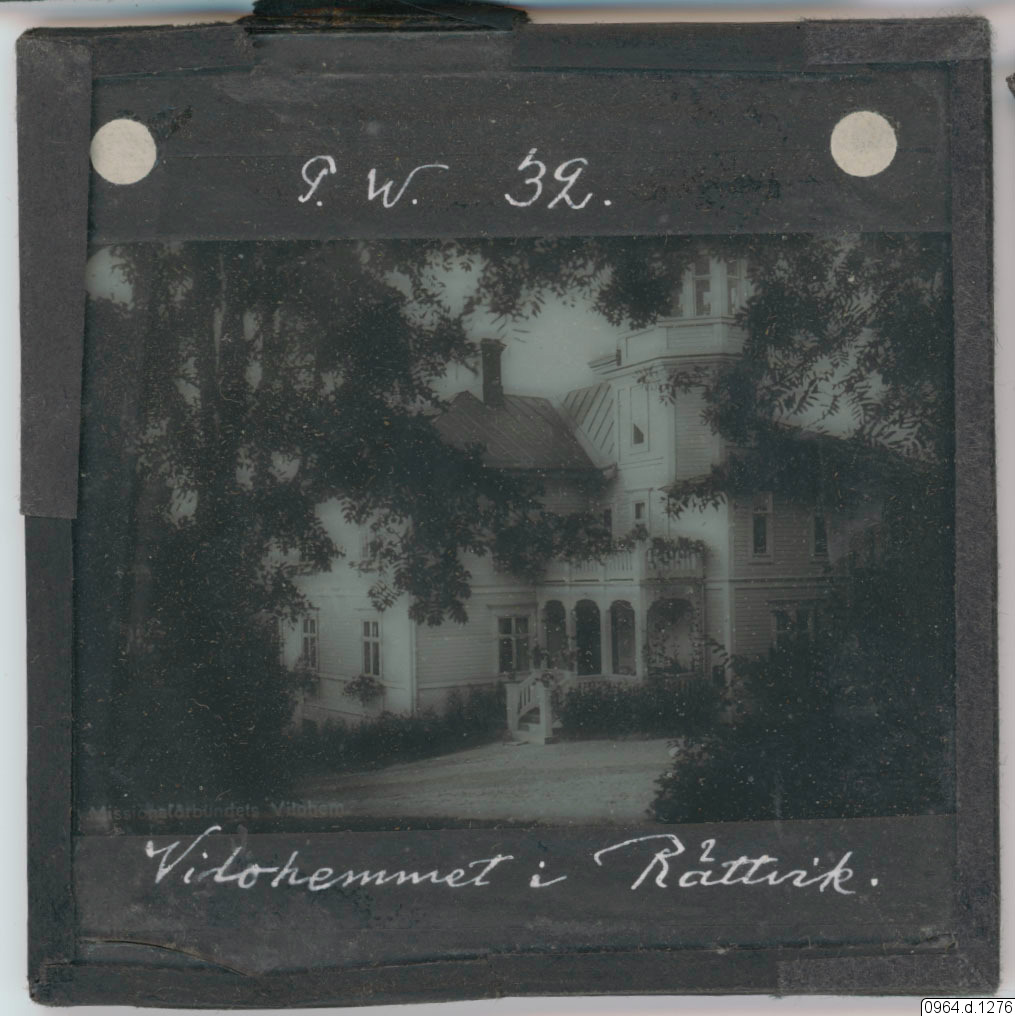 P. W. 32.
Missionsförbundets Vilohem
Vilohemmet i Rättvik.
0964.d.1276